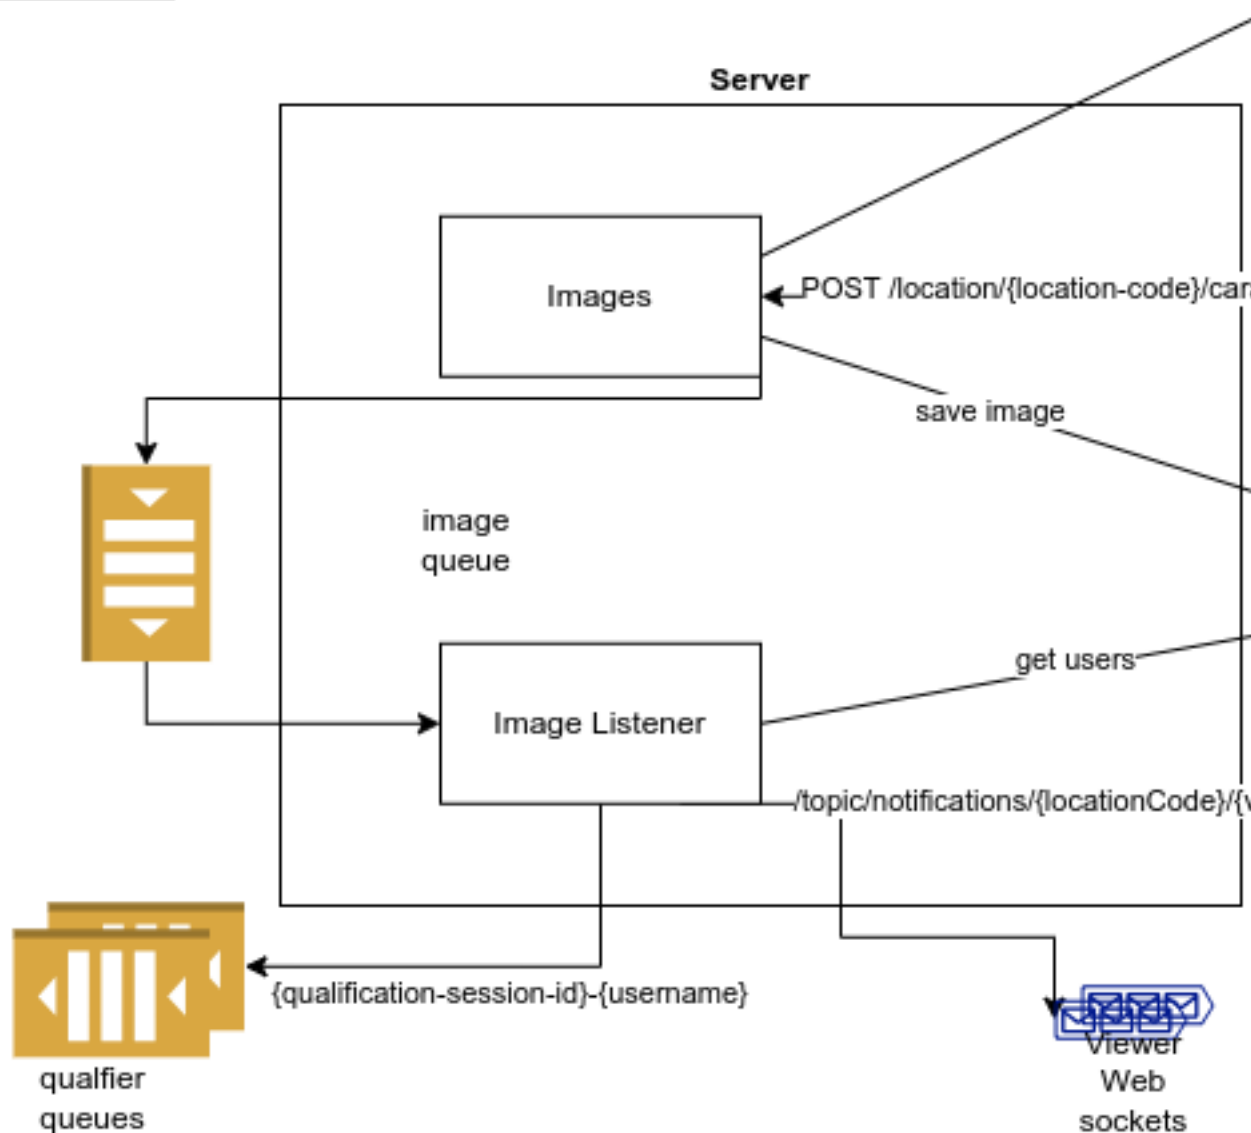 Server
Images
POST /location/{location-code}/car
save image
image
queue
get users
Image Listener
/topic/notifications/{locationCode}/{v
{qualification-session-id}-{username}
qualfier
queues
Viewer
Web
sockets